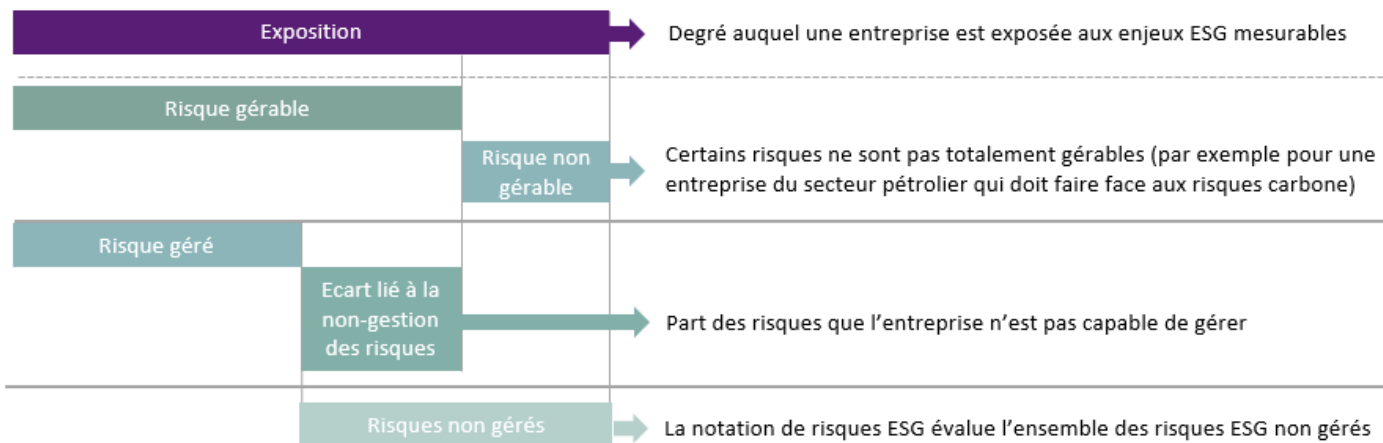 Exposition
Degré auquel une entreprise est exposée aux enjeux ESG mesurables
Risque gérable
Risque non
gérable
Certains risques ne sont pas totalement gérables (par exemple pour une
entreprise du secteur pétrolier qui doit faire face aux risques carbone)
Risque géré
Ecart lié à la
non-gestion
des risques
Part des risques que l’entreprise n’est pas capable de gérer
Risques non gérés
La notation de risques ESG évalue l’ensemble des risques ESG non gérés